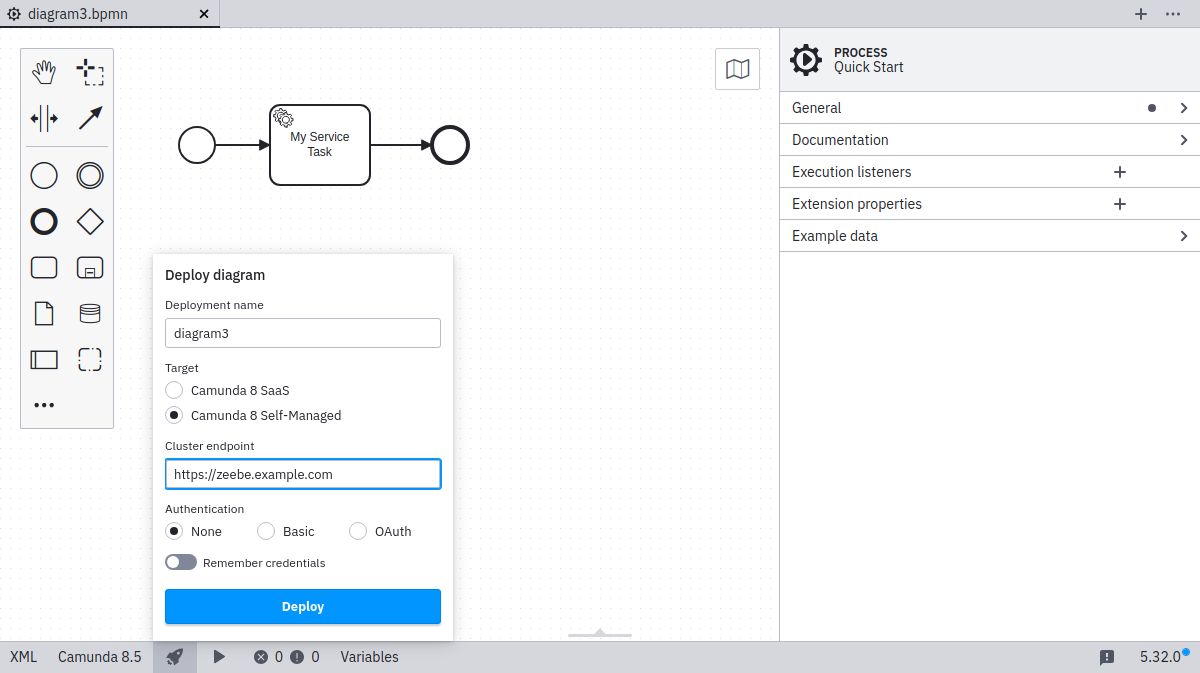 diagram3.bpmn
PROCESS
Quick Start
General
Documentation
Execution listeners
Extension properties
Example data
My Service
Task
Deploy diagram
Deployment name
diagram3
Target
Camunda 8 SaaS
Camunda 8 Self-Managed
Cluster endpoint
https://zeebe.example.com
Authentication
None Basic OAuth
Remember credentials
Deploy
XML Camunda 8.5 0 0 Variables 5.32.0